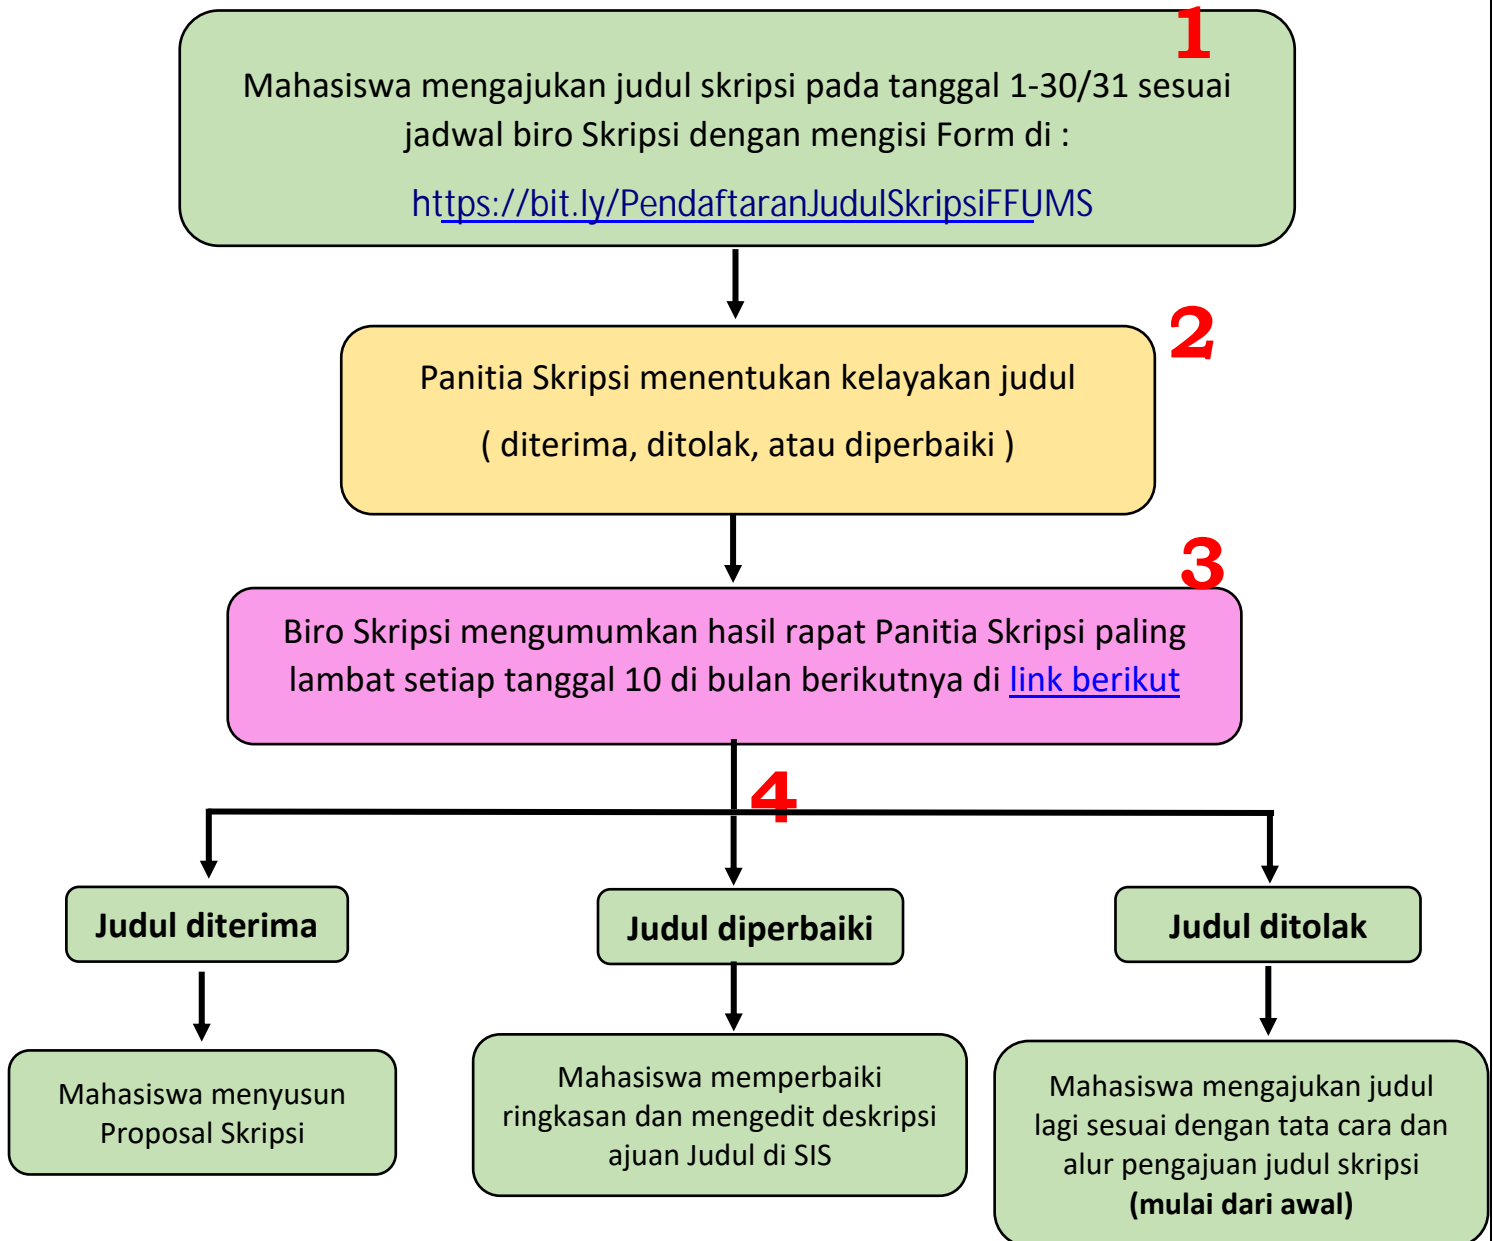 1
Mahasiswa mengajukan judul skripsi pada tanggal 1-30/31 sesuai
jadwal biro Skripsi dengan mengisi Form di :
https://bit.ly/PendaftaranJudulSkripsiFFUMS
2
Panitia Skripsi menentukan kelayakan judul
( diterima, ditolak, atau diperbaiki )
3
Biro Skripsi mengumumkan hasil rapat Panitia Skripsi paling
lambat setiap tanggal 10 di bulan berikutnya di link berikut
4
Judul diterima
Judul diperbaiki
Judul ditolak
Mahasiswa menyusun
Proposal Skripsi
Mahasiswa memperbaiki
ringkasan dan mengedit deskripsi
ajuan Judul di SIS
Mahasiswa mengajukan judul
lagi sesuai dengan tata cara dan
alur pengajuan judul skripsi
(mulai dari awal)